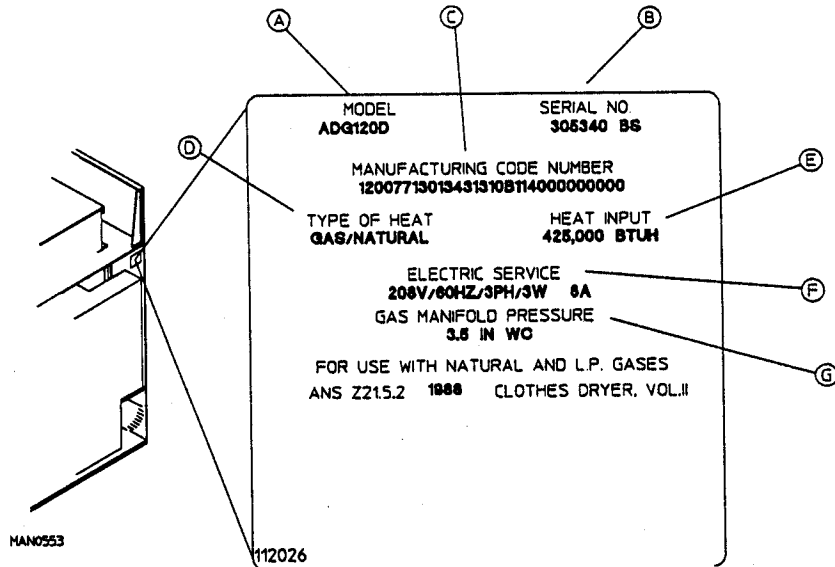 A
B
C
MODEL SERIAL NO.
ADG120D 305340 BS
D
MANUFACTURING CODE NUMBER
E
12007713013431310B114000000000
TYPE OF HEAT HEAT INPUT
GAS/NATURAL 425,000 BTUH
ELECTRIC SERVICE
208V/60HZ/3PH/3W 8A
F
GAS MANIFOLD PRESSURE
3.5 IN WC
FOR USE WITH NATURAL AND L.P. GASES
G
ANS Z21.5.2 1988 CLOTHES DRYER, VOL.II
MAN0553
112026